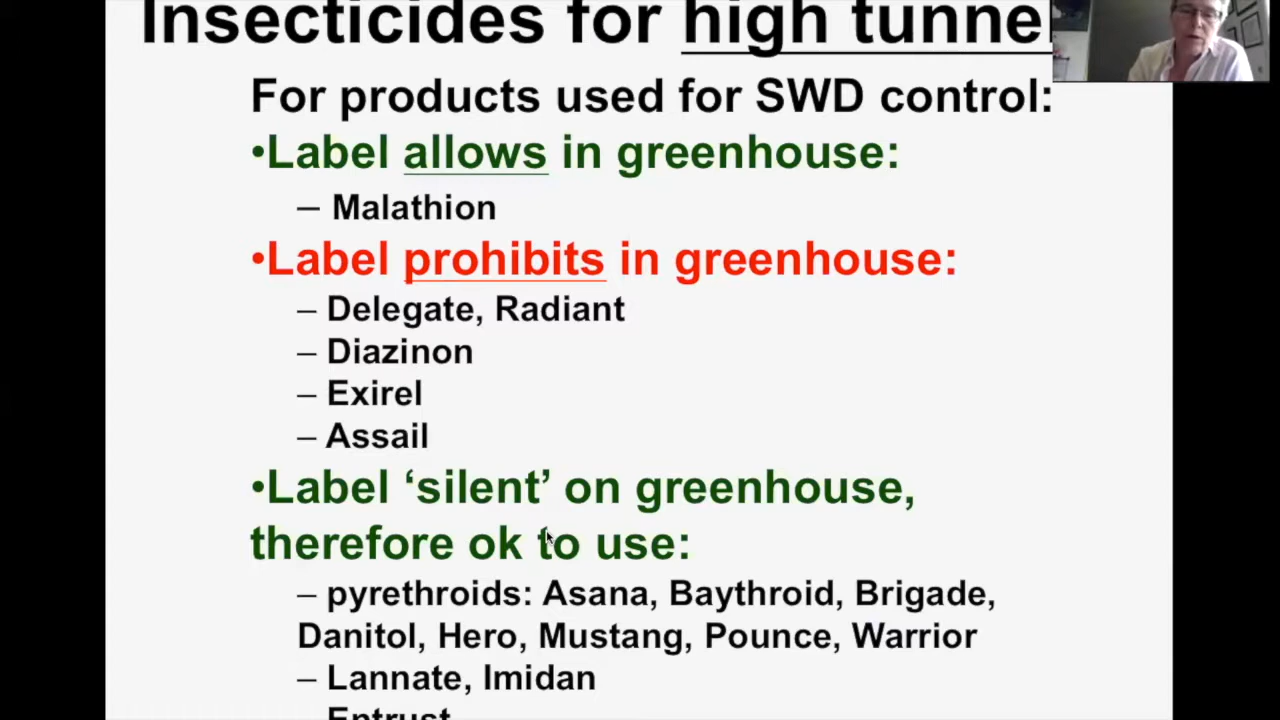 Insecticides for high tunnel
For products used for SWD control:
•Label allows in greenhouse:
– Malathion
•Label prohibits in greenhouse:
– Delegate, Radiant
– Diazinon
– Exirel
– Assail
•Label ‘silent’ on greenhouse,
therefore ok to use:
– pyrethroids: Asana, Baythroid, Brigade,
Danitol, Hero, Mustang, Pounce, Warrior
– Lannate, Imidan
– Entrust